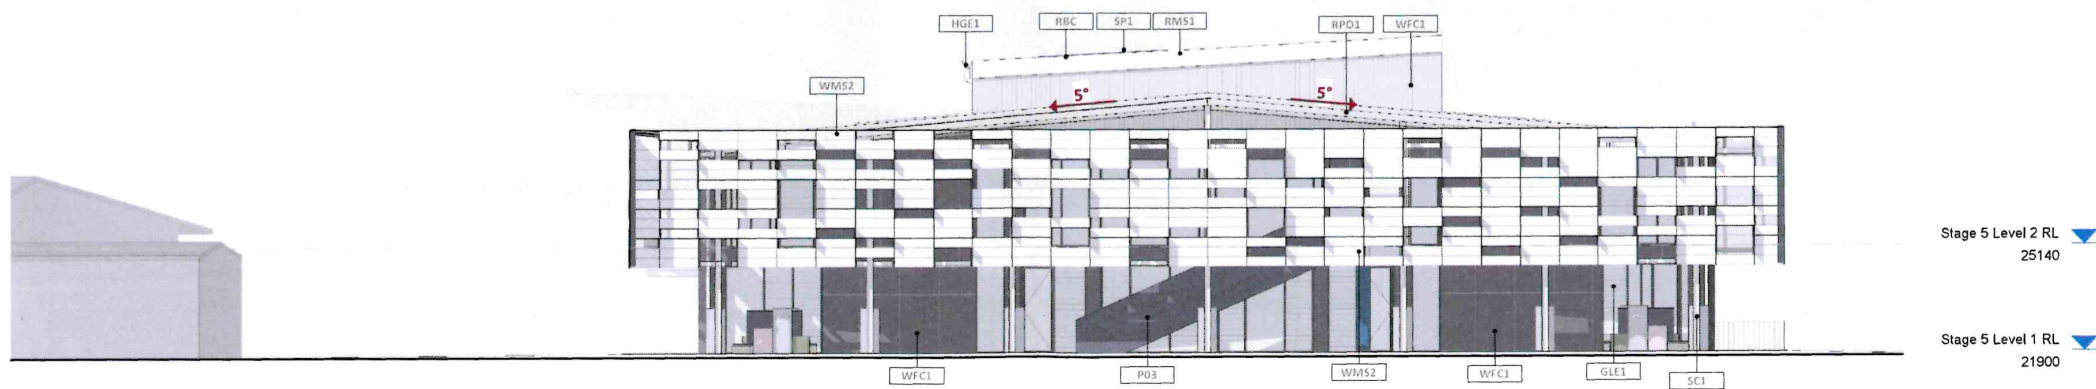 HGE1
RBC
SP1
RMS1
RPO1
WFC1
WMS2
5°
5°
Stage 5 Level 2 RL
25140
Stage 5 Level 1 RL
21900
WFC1
P03
WMS2
WFC1
GLE1
SC1